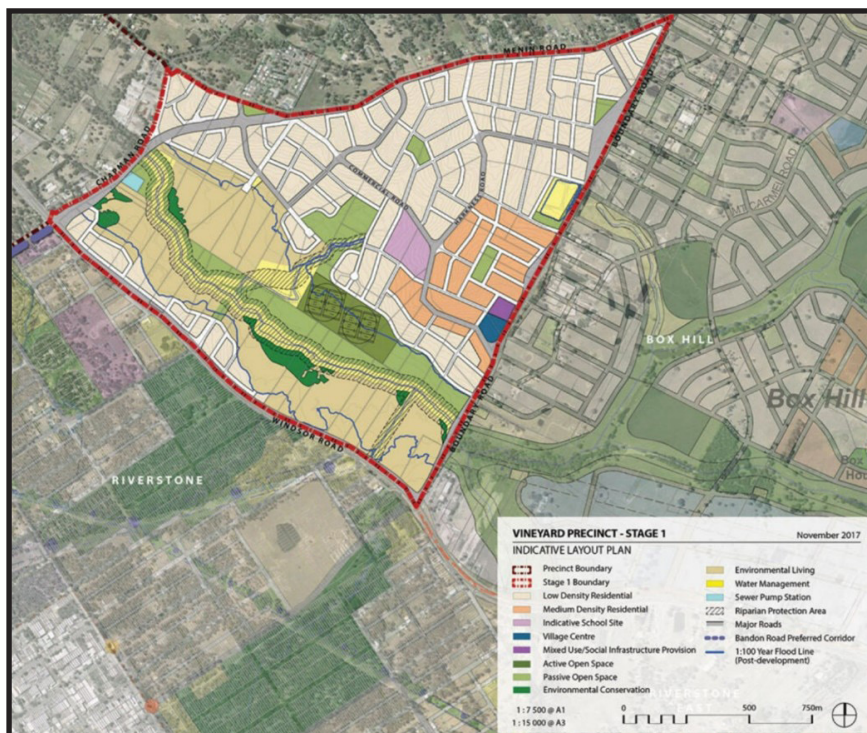 MENIN ROAD
CHAPMAN ROAD
BOUNDARY ROAD
COMMERCIAL ROAD
MT CARMEL ROAD
BOX HILL
Box Hill
BOUNDARY ROAD
WINDSOR ROAD
RIVERSTONE
VINEYARD PRECINCT - STAGE 1 November 2017
INDICATIVE LAYOUT PLAN
Precinct Boundary
Stage 1 Boundary
Low Density Residential
Medium Density Residential
Indicative School Site
Village Centre
Mixed Use/Social Infrastructure Provision
Active Open Space
Passive Open Space
Environmental Conservation
Environmental Living
Water Management
Sewer Pump Station
Riparian Protection Area
Major Roads
Bandon Road Preferred Corridor
1:100 Year Flood Line
(Post-development)
RIVERSTONE
EAST
1 : 7 500 @ A1
1 : 15 000 @ A3
0 500 750m